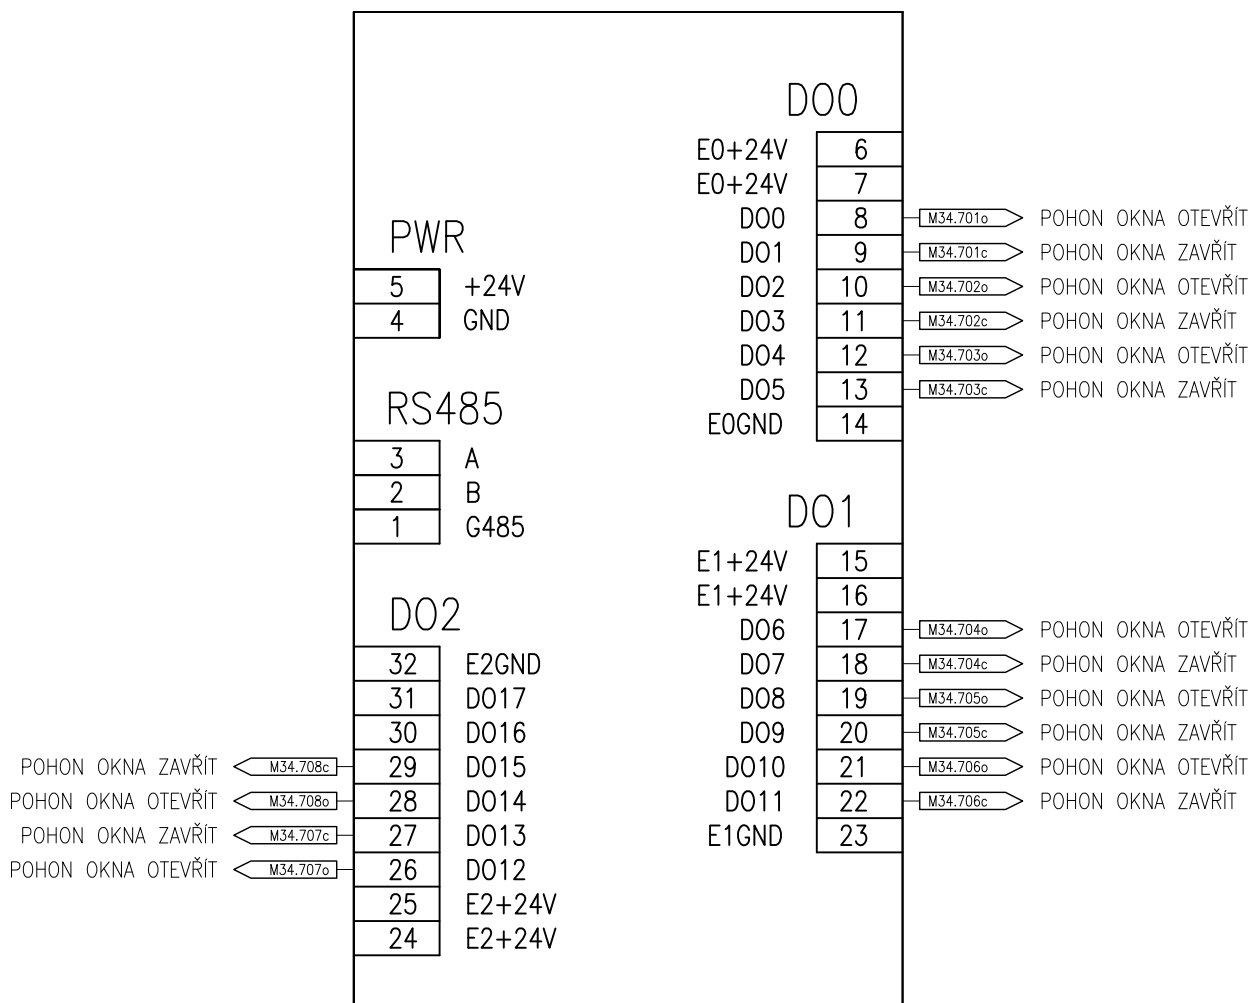 DO0
E0+24V 6
E0+24V 7
DO0 8 M34.701o POHON OKNA OTEVŘÍT
DO1 9 M34.701c POHON OKNA ZAVŘÍT
DO2 10 M34.702o POHON OKNA OTEVŘÍT
DO3 11 M34.702c POHON OKNA ZAVŘÍT
DO4 12 M34.703o POHON OKNA OTEVŘÍT
DO5 13 M34.703c POHON OKNA ZAVŘÍT
E0GND 14
PWR
5 +24V
4 GND
RS485
3 A
2 B
1 G485
DO1
E1+24V 15
E1+24V 16
DO6 17 M34.704o POHON OKNA OTEVŘÍT
DO7 18 M34.704c POHON OKNA ZAVŘÍT
DO8 19 M34.705o POHON OKNA OTEVŘÍT
DO9 20 M34.705c POHON OKNA ZAVŘÍT
DO10 21 M34.706o POHON OKNA OTEVŘÍT
DO11 22 M34.706c POHON OKNA ZAVŘÍT
E1GND 23
DO2
32 E2GND
31 DO17
30 DO16
POHON OKNA ZAVŘÍT M34.708c 29 DO15
POHON OKNA OTEVŘÍT M34.708o 28 DO14
POHON OKNA ZAVŘÍT M34.707c 27 DO13
POHON OKNA OTEVŘÍT M34.707o 26 DO12
25 E2+24V
24 E2+24V